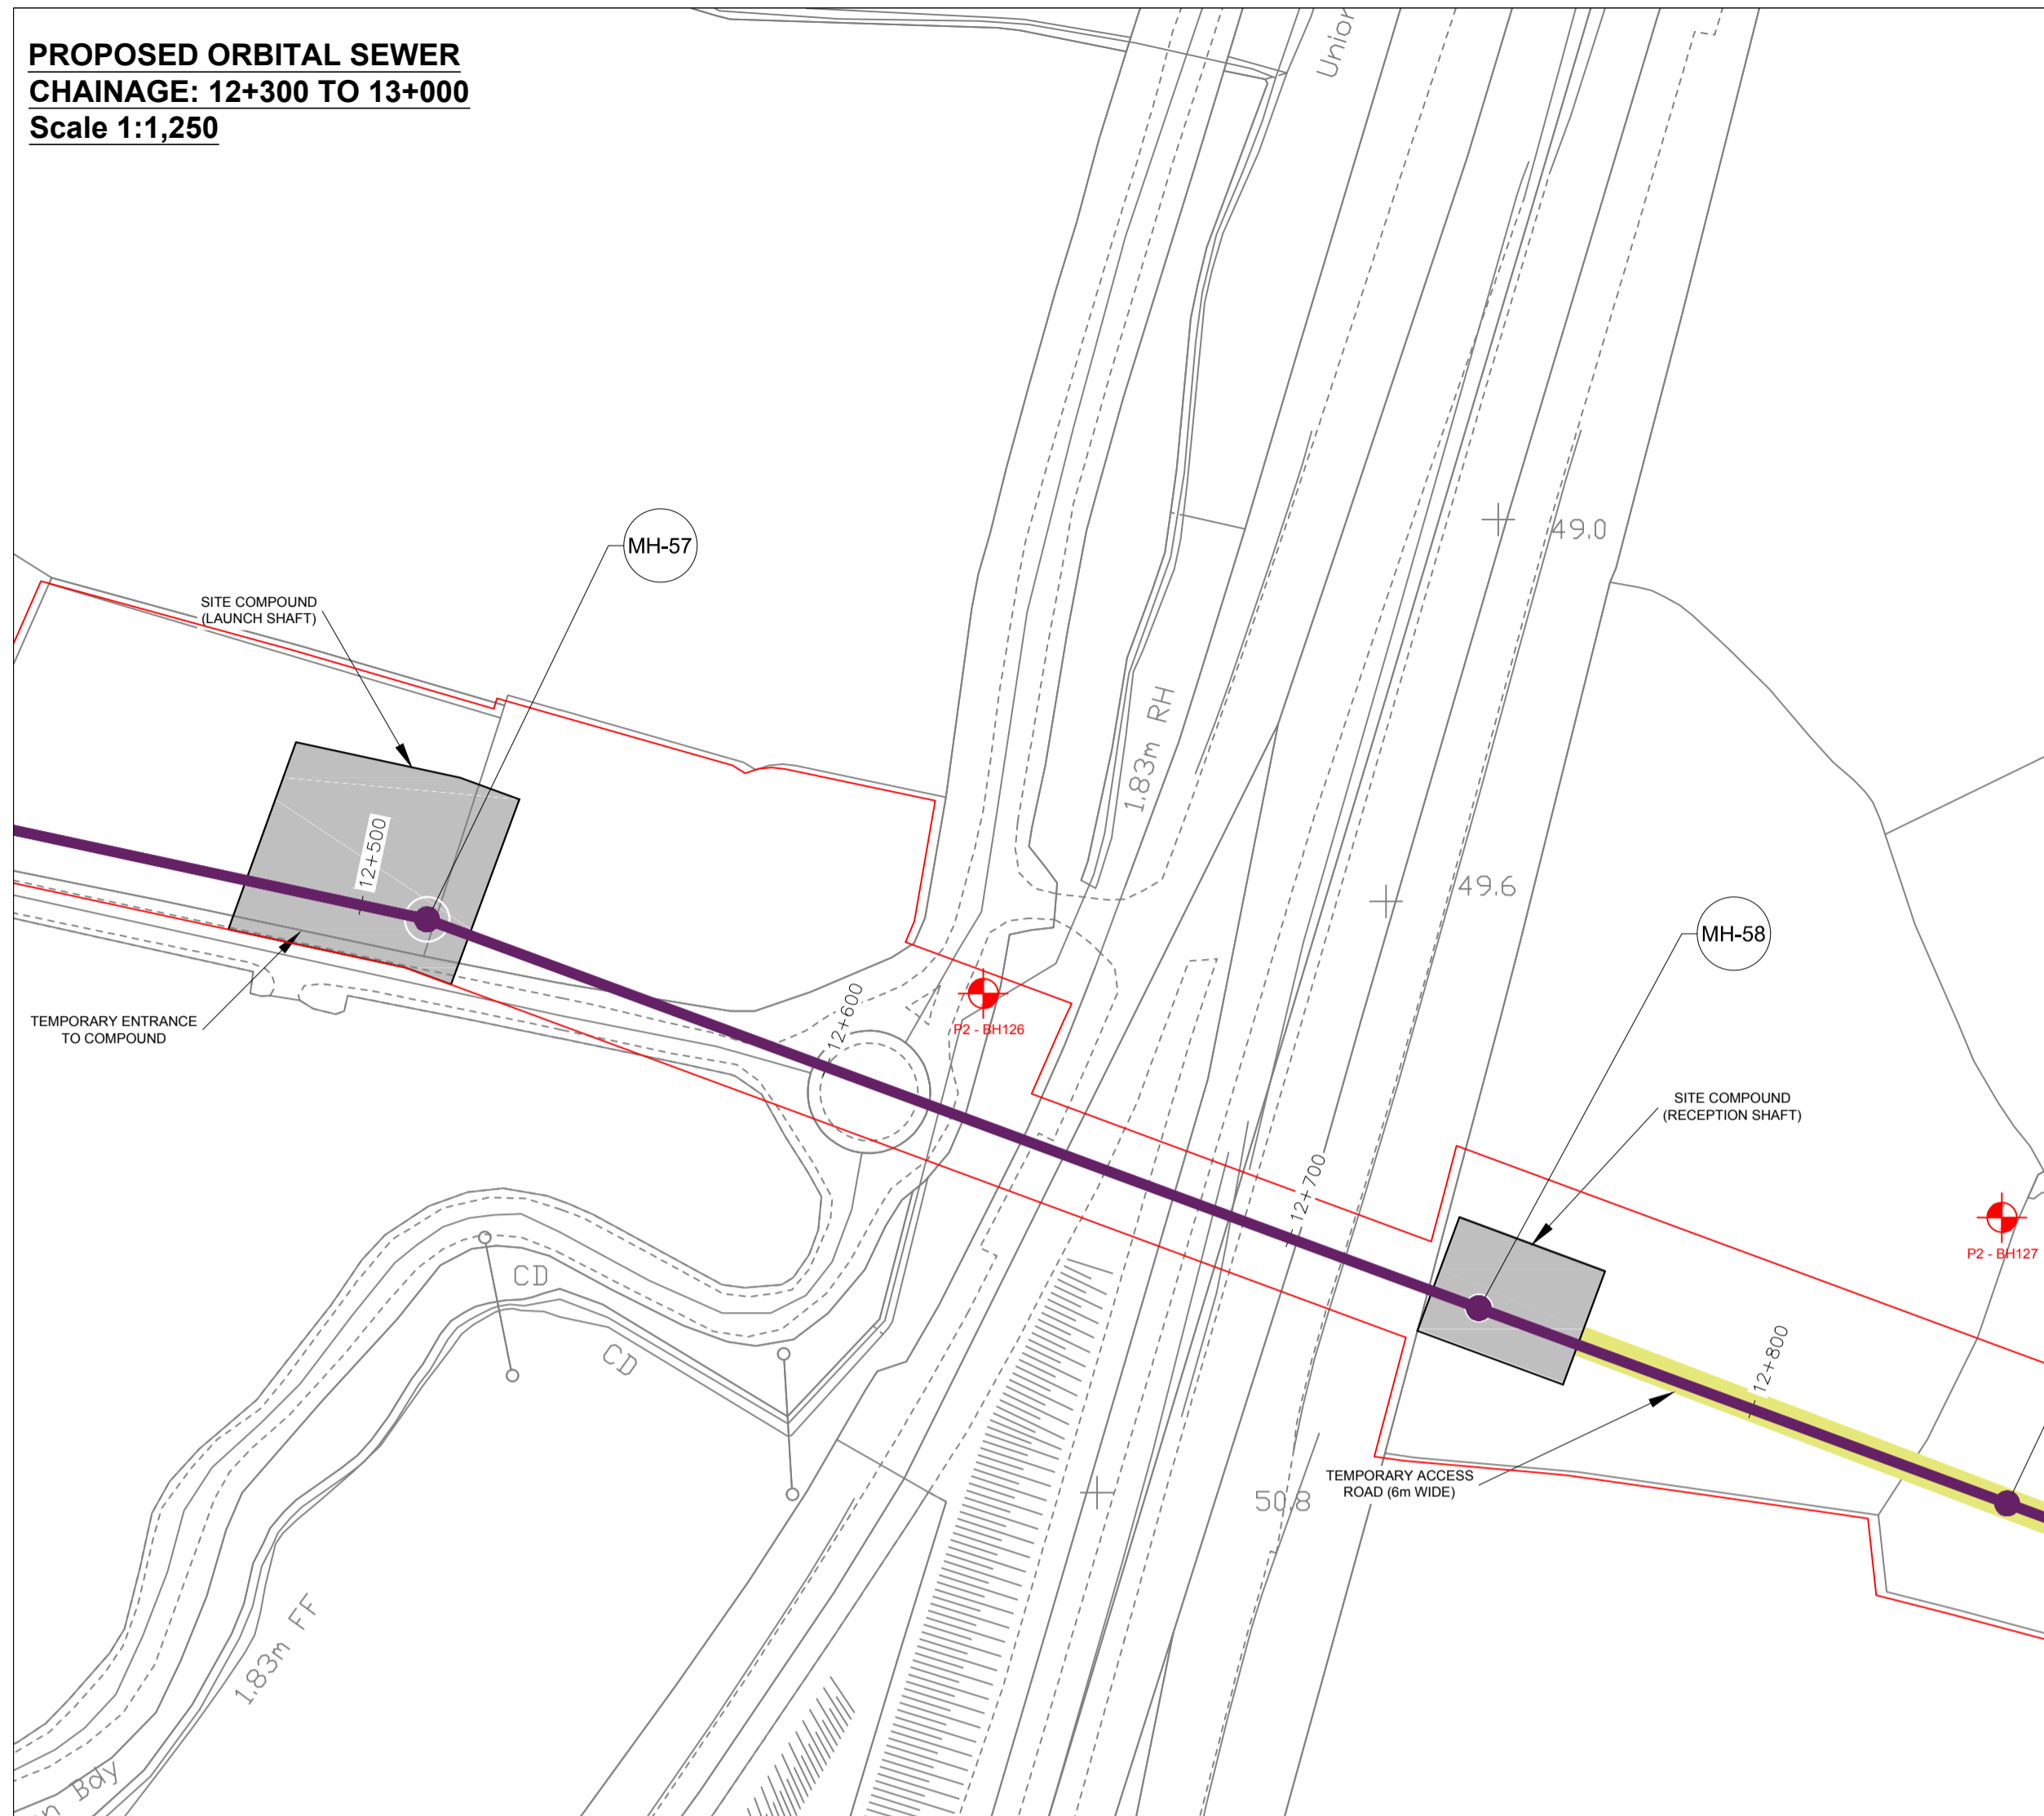 PROPOSED ORBITAL SEWER
CHAINAGE: 12+300 TO 13+000
Scale 1:1,250
Union
49.0
MH-57
SITE COMPOUND
(LAUNCH SHAFT)
1.83m RH
12+500
49.6
MH-58
TEMPORARY ENTRANCE
TO COMPOUND
12+600
P2 - BH126
SITE COMPOUND
(RECEPTION SHAFT)
12+700
P2 - BH127
CD
CD
12+800
TEMPORARY ACCESS
ROAD (6m WIDE)
50.8
1.83m FF
Bdy